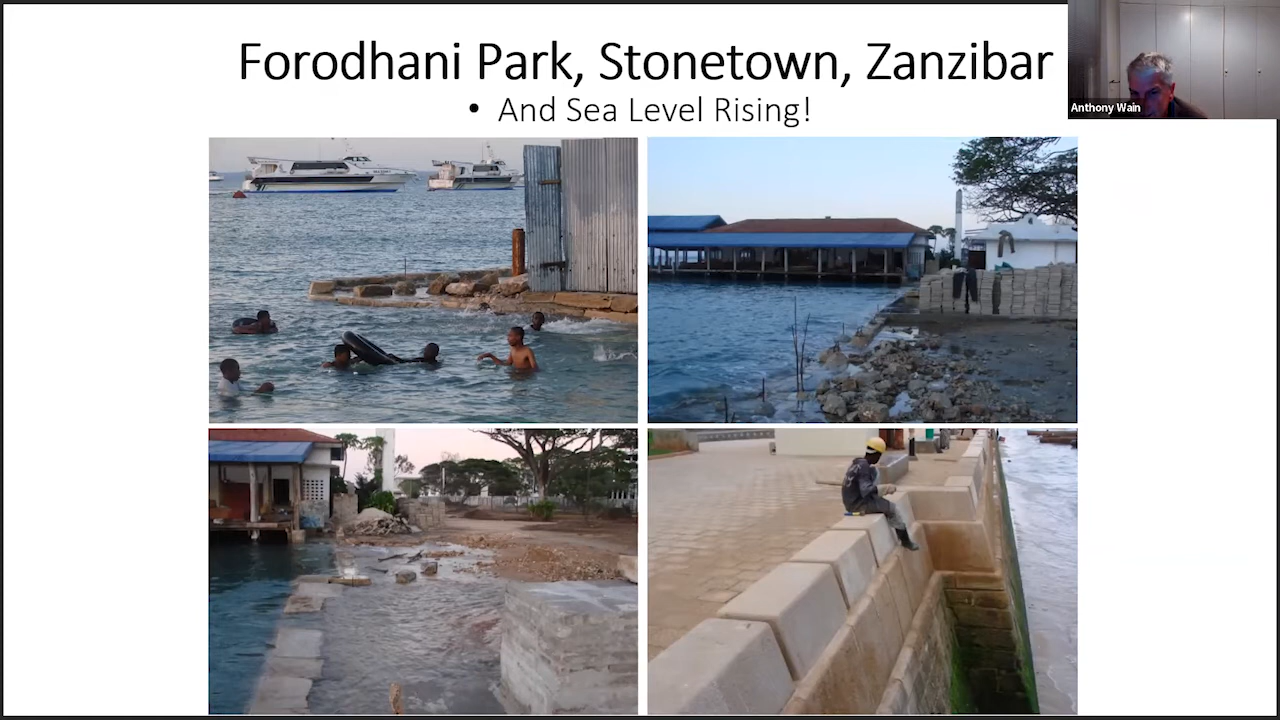 Forodhani Park, Stonetown, Zanzibar
• And Sea Level Rising!
Anthony Wain